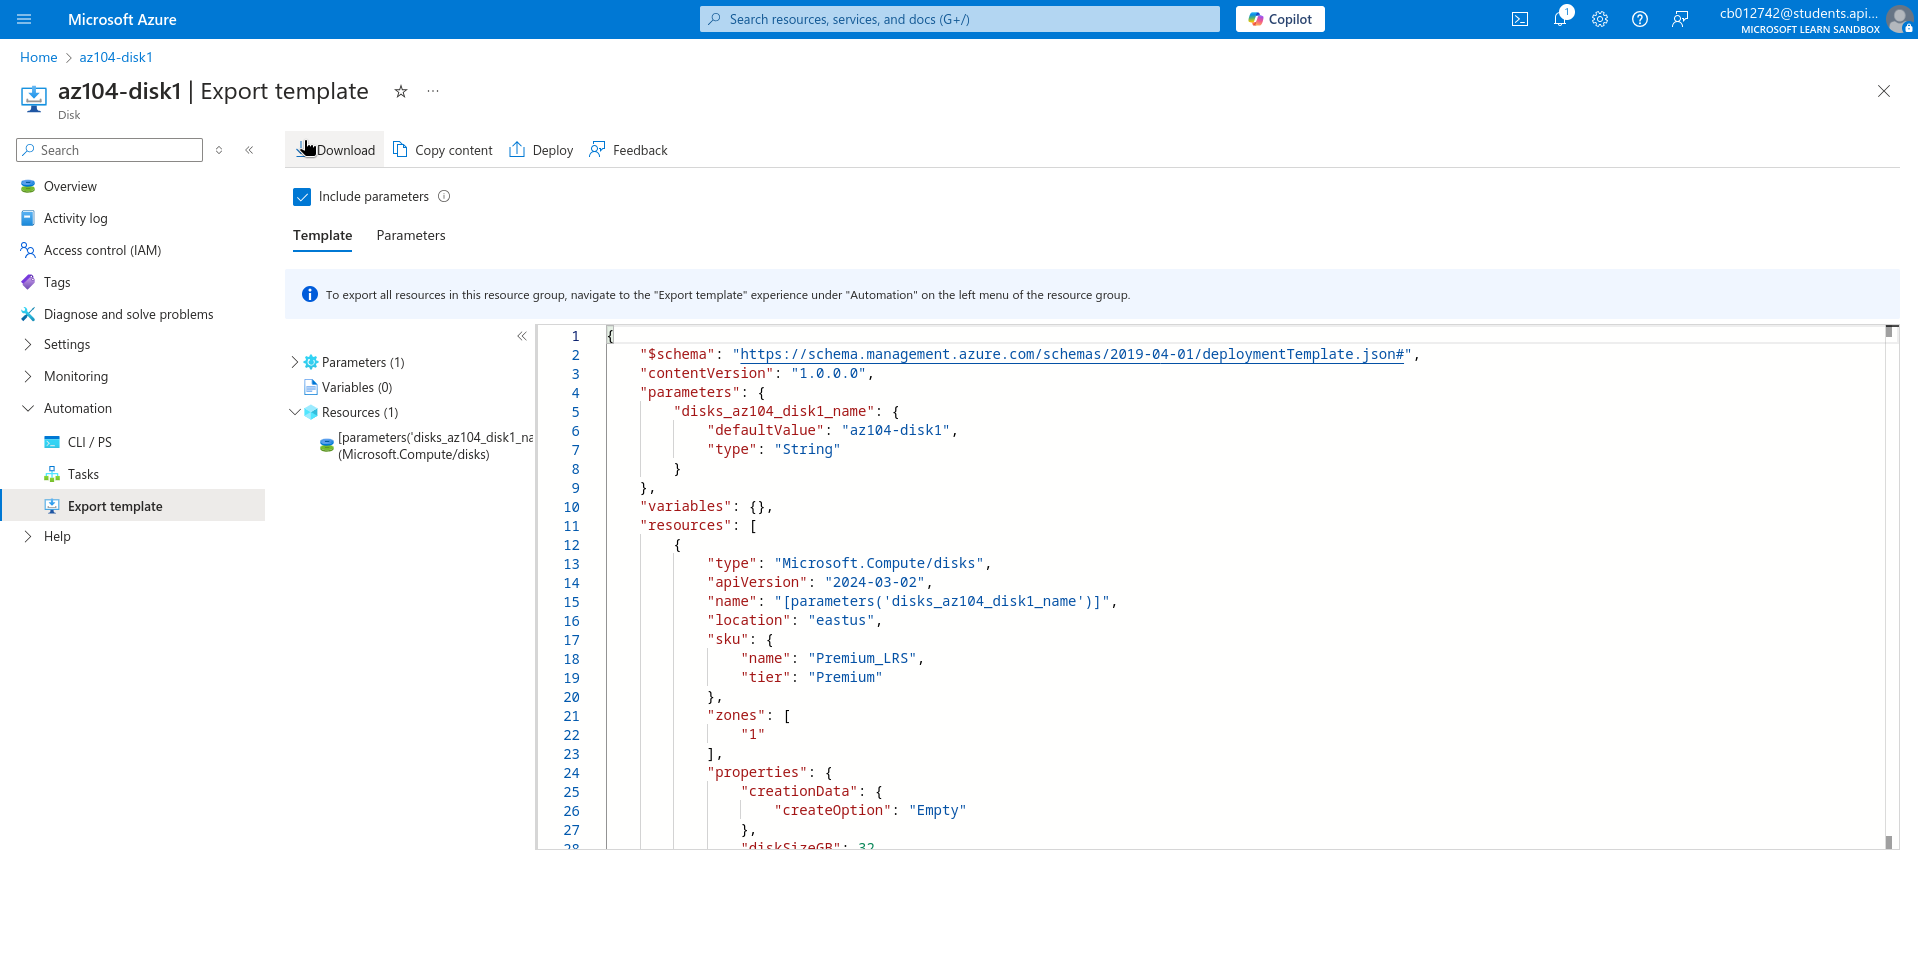 Microsoft Azure
Search resources, services, and docs (G+/)
Copilot
1
cb012742@students.api...
MICROSOFT LEARN SANDBOX
Home > az104-disk1
az104-disk1 | Export template
Disk
Search
Download
Copy content
Deploy
Feedback
Overview
Activity log
Access control (IAM)
Tags
Diagnose and solve problems
Settings
Monitoring
Automation
CLI / PS
Tasks
Export template
Help
Include parameters
Template
Parameters
To export all resources in this resource group, navigate to the "Export template" experience under "Automation" on the left menu of the resource group.
Parameters (1)
Variables (0)
Resources (1)
[parameters('disks_az104_disk1_na
(Microsoft.Compute/disks)
1 {
2 "$schema": "https://schema.management.azure.com/schemas/2019-04-01/deploymentTemplate.json#",
3 "contentVersion": "1.0.0.0",
4 "parameters": {
5 "disks_az104_disk1_name": {
6 "defaultValue": "az104-disk1",
7 "type": "String"
8 }
9 },
10 "variables": {},
11 "resources": [
12 {
13 "type": "Microsoft.Compute/disks",
14 "apiVersion": "2024-03-02",
15 "name": "[parameters('disks_az104_disk1_name')]",
16 "location": "eastus",
17 "sku": {
18 "name": "Premium_LRS",
19 "tier": "Premium"
20 },
21 "zones": [
22 "1"
23 ],
24 "properties": {
25 "creationData": {
26 "createOption": "Empty"
27 },
28 "diskSizeGB": 32